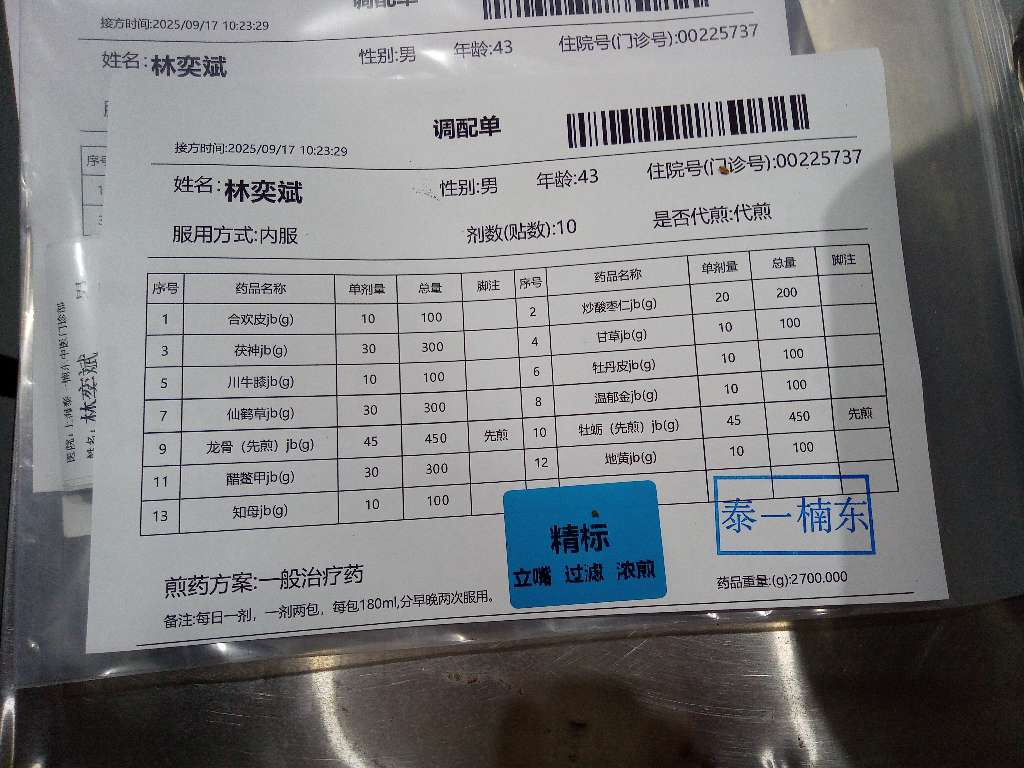 调配单
接方时间:2025/09/17 10:23:29
姓名:林奕斌 性别:男 年龄:43 住院号(门诊号):00225737
序号
调配单
接方时间:2025/09/17 10:23:29
姓名:林奕斌 性别:男 年龄:43 住院号(门诊号):00225737
服用方式:内服 剂数(贴数):10 是否代煎:代煎
序号 药品名称 单剂量 总量 脚注 序号 药品名称 单剂量 总量 脚注
1 合欢皮jb(g) 10 100 2 炒酸枣仁jb(g) 20 200
3 茯神jb(g) 30 300 4 甘草jb(g) 10 100
5 川牛膝jb(g) 10 100 6 牡丹皮jb(g) 10 100
7 仙鹤草jb(g) 30 300 8 温郁金jb(g) 10 100
9 龙骨（先煎）jb(g) 45 450 先煎 10 牡蛎（先煎）jb(g) 45 450 先煎
11 醋鳖甲jb(g) 30 300 12 地黄jb(g) 10 100
13 知母jb(g) 10 100
精标
立嘴 过滤 浓煎
泰一楠东
煎药方案:一般治疗药
药品重量:(g):2700.000
备注:每日一剂，一剂两包，每包180ml,分早晚两次服用。
姓名: 林奕斌